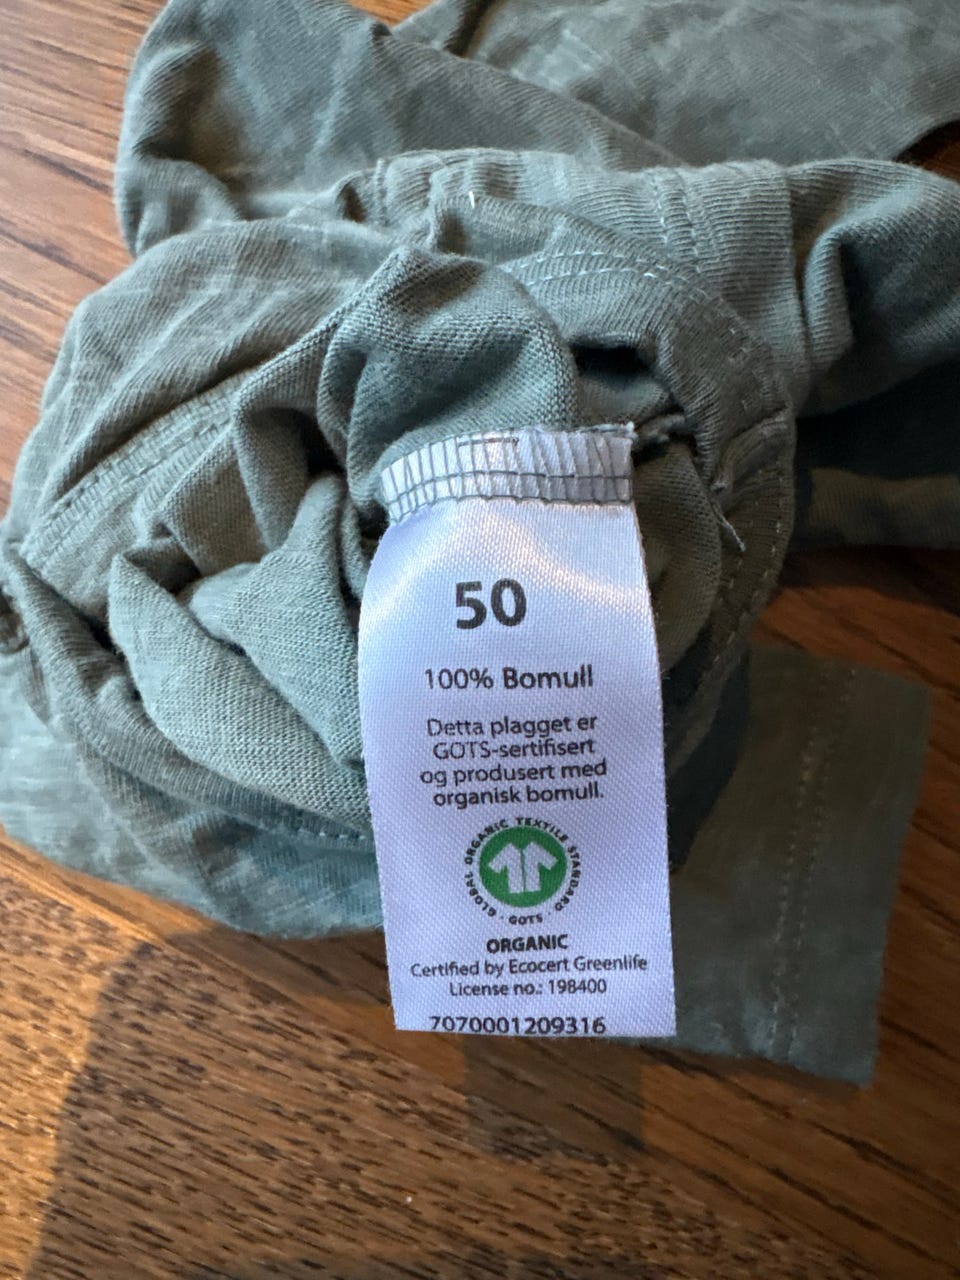 50
100% Bomull
Detta plagget er
GOTS-sertifisert
og produsert med
organisk bomull.
GLOBAL ORGANIC TEXTILE STANDARD · GOTS ·
ORGANIC
Certified by Ecocert Greenlife
License no.: 198400
7070001209316